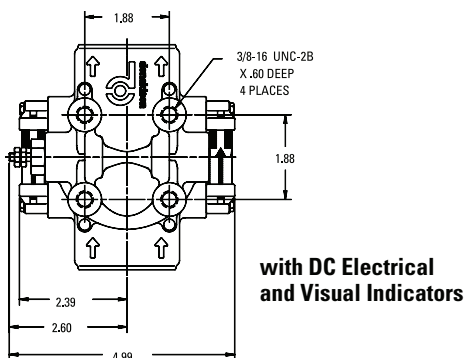 1.88
3/8-16 UNC-2B
X .60 DEEP
4 PLACES
1.88
with DC Electrical
and Visual Indicators
2.39
2.60
4.99